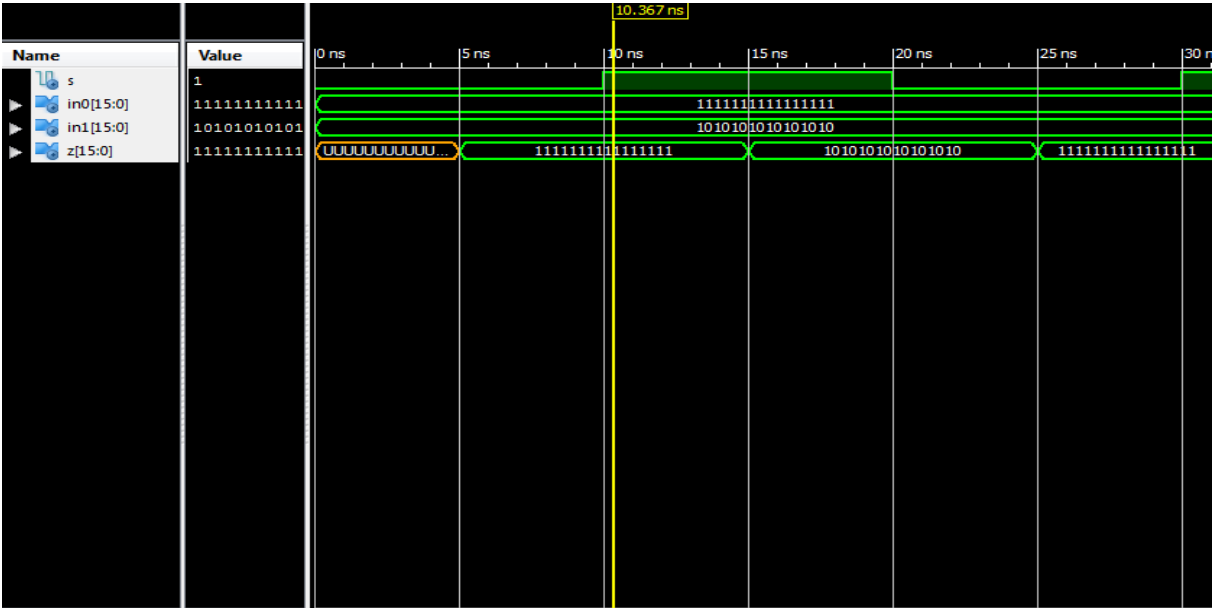 10.367 ns
Name Value 0 ns 5 ns 10 ns 15 ns 20 ns 25 ns 30 n
s 1
in0[15:0] 11111111111 1111111111111111
in1[15:0] 10101010101 1010101010101010
z[15:0] 11111111111 UUUUUUUUUUU... 1111111111111111 1010101010101010 1111111111111111